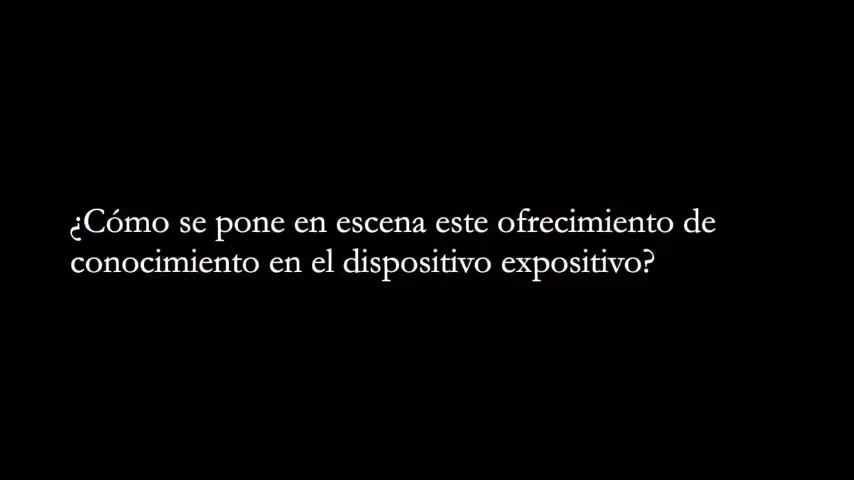 ¿Cómo se pone en escena este ofrecimiento de
conocimiento en el dispositivo expositivo?